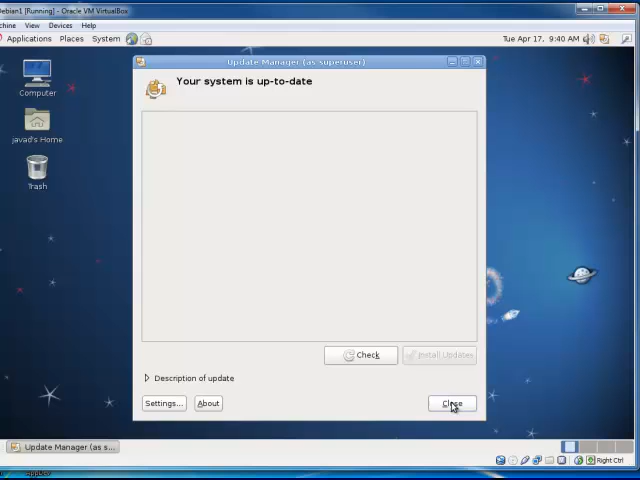 Debian1 [Running] - Oracle VM VirtualBox
View Devices Help
Applications Places System
Tue Apr 17, 9:40 AM
Update Manager (as superuser)
Your system is up-to-date
Computer
javad's Home
Trash
Check
Install Updates
Description of update
Settings...
About
Close
Update Manager (as s...
Right Ctrl